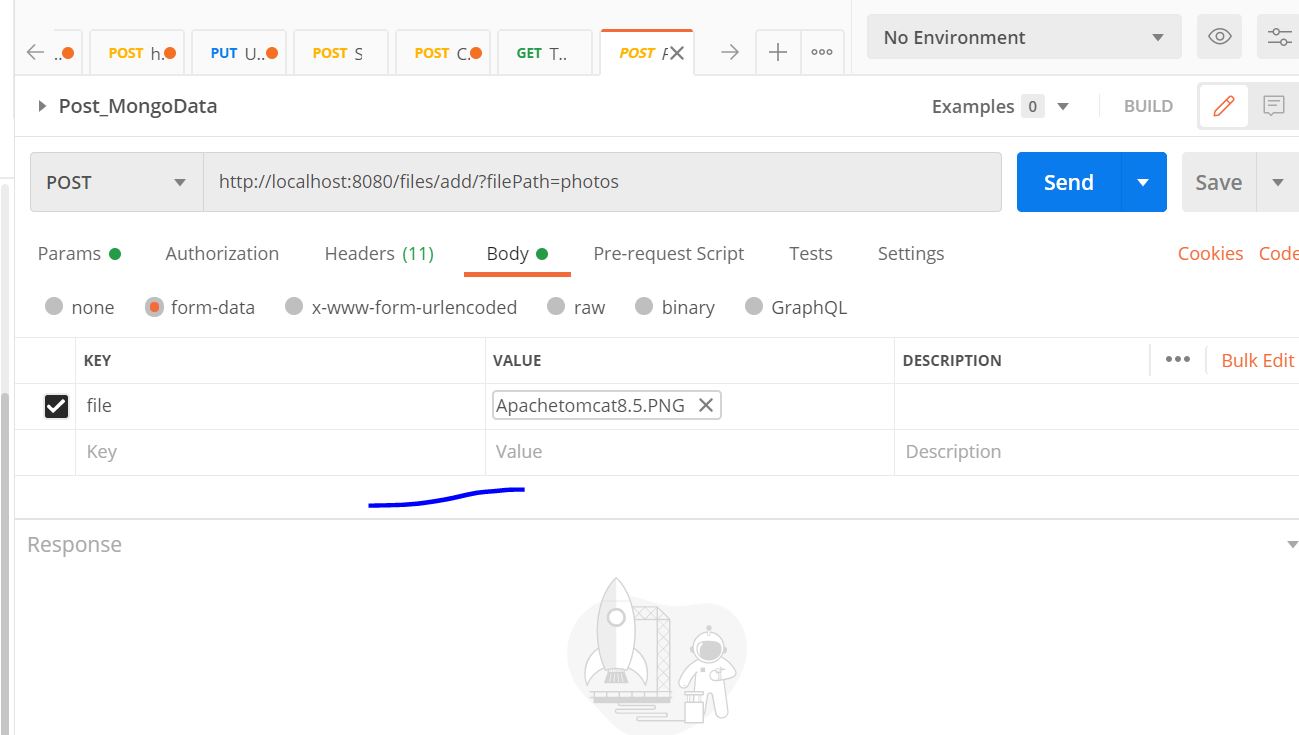 .. POST h. PUT U.. POST S POST C. GET T.. POST No Environment
Post_MongoData Examples 0 BUILD
POST http://localhost:8080/files/add/?filePath=photos Send Save
Params Authorization Headers (11) Body Pre-request Script Tests Settings Cookies Code
none form-data x-www-form-urlencoded raw binary GraphQL
KEY VALUE DESCRIPTION ••• Bulk Edit
file Apachetomcat8.5.PNG
Key Value Description
Response